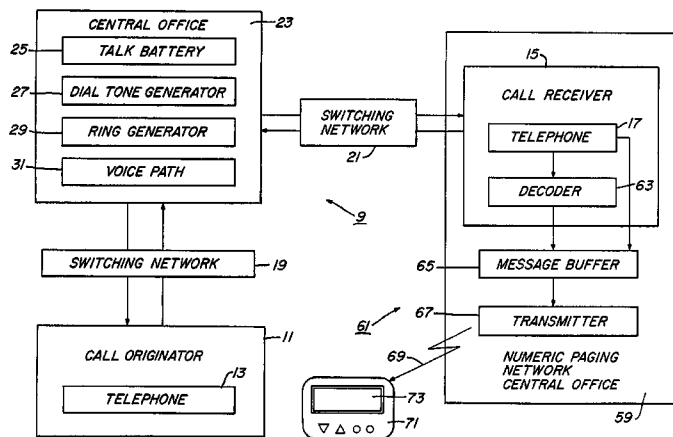 CENTRAL OFFICE
23
25
TALK BATTERY
27
DIAL TONE GENERATOR
29
RING GENERATOR
31
VOICE PATH
SWITCHING NETWORK
19
CALL ORIGINATOR
11
TELEPHONE
13
SWITCHING
NETWORK
21
9
15
CALL RECEIVER
TELEPHONE
17
DECODER
63
65
MESSAGE BUFFER
67
TRANSMITTER
61
69
NUMERIC PAGING
NETWORK
CENTRAL OFFICE
59
73
71